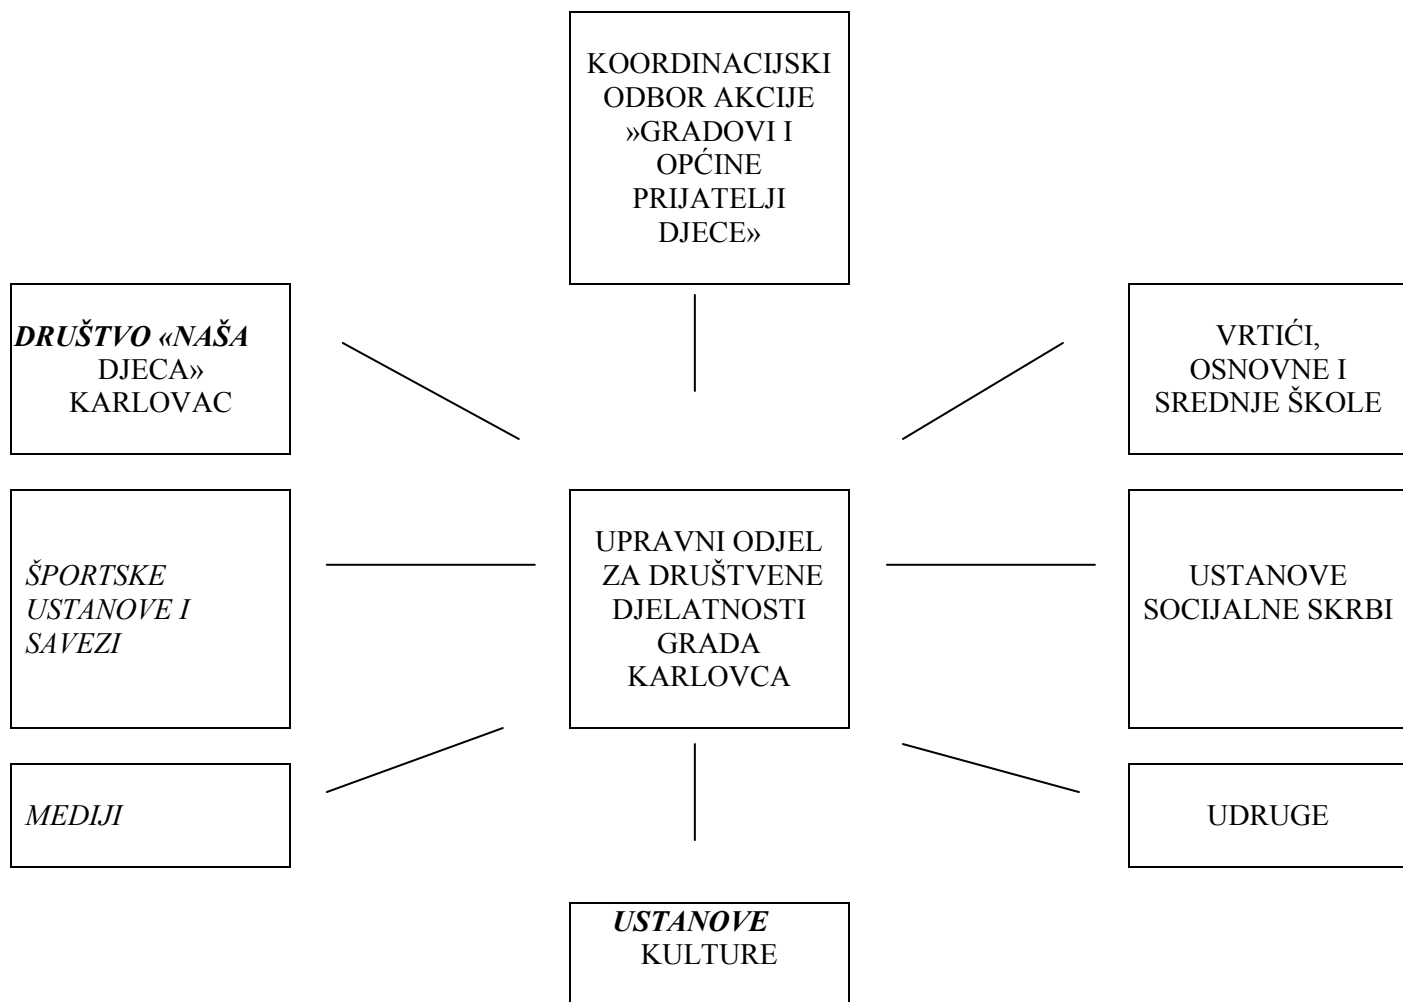 KOORDINACIJSKI
ODBOR AKCIJE
»GRADOVI I
OPĆINE
PRIJATELJI
DJECE»
DRUŠTVO «NAŠA
DJECA»
KARLOVAC
VRTIĆI,
OSNOVNE I
SREDNJE ŠKOLE
ŠPORTSKE
USTANOVE I
SAVEZI
UPRAVNI ODJEL
ZA DRUŠTVENE
DJELATNOSTI
GRADA
KARLOVCA
USTANOVE
SOCIJALNE SKRBI
MEDIJI
UDRUGE
USTANOVE
KULTURE